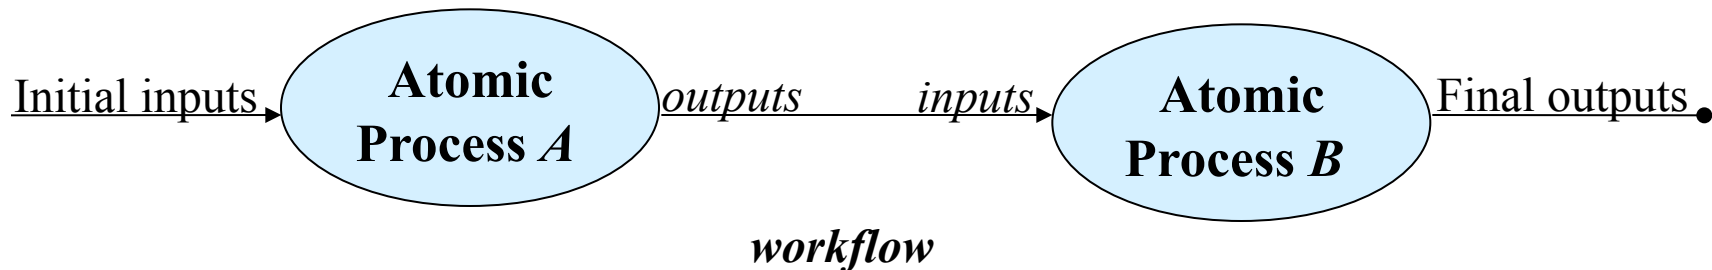 Initial inputs
Atomic
Process A
outputs
inputs
Atomic
Process B
Final outputs
workflow